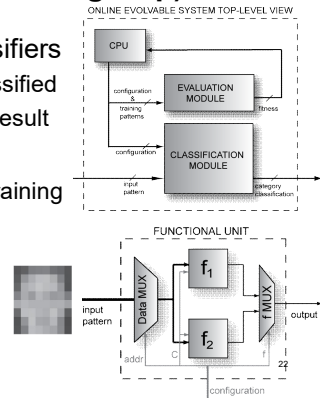 ONLINE EVOLVABLE SYSTEM TOP-LEVEL VIEW
sifiers
ssified
esult
raining
CPU
configuration
&
training
patterns
EVALUATION
MODULE
fitness
configuration
CLASSIFICATION
MODULE
input
pattern
category
classification
FUNCTIONAL UNIT
input
pattern
Data MUX
f1
f2
f MUX
output
addr
C
f
22
configuration